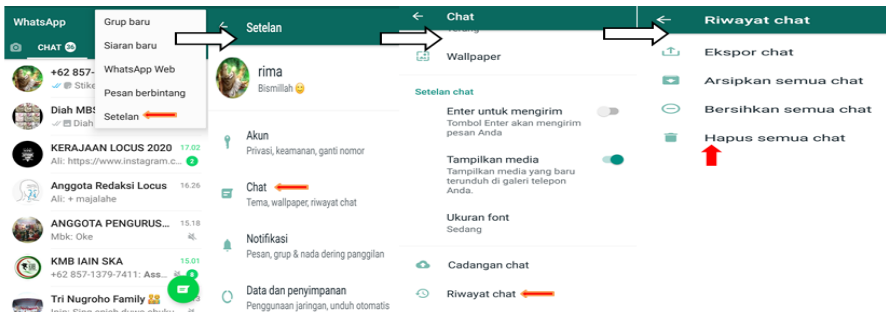 WhatsApp
CHAT 36
Grup baru
Siaran baru
WhatsApp Web
Pesan berbintang
Setelan
+62 857-
Stike
Diah MBS
Diah
KERAJAAN LOCUS 2020 17.02
Ali: https://www.instagram.c... 2
Anggota Redaksi Locus 16.26
Ali: + majalahe
ANGGOTA PENGURUS... 15.18
Mbk: Oke
KMB IAIN SKA 15.01
+62 857-1379-7411: Ass...
Tri Nugroho Family
Setelan
rima
Bismillah
Akun
Privasi, keamanan, ganti nomor
Chat
Tema, wallpaper, riwayat chat
Notifikasi
Pesan, grup & nada dering panggilan
Data dan penyimpanan
Penggunaan jaringan, unduh otomatis
Chat
Terang
Wallpaper
Setelan chat
Enter untuk mengirim
Tombol Enter akan mengirim
pesan Anda
Tampilkan media
Tampilkan media yang baru
terunduh di galeri telepon
Anda.
Ukuran font
Sedang
Cadangan chat
Riwayat chat
Riwayat chat
Ekspor chat
Arsipkan semua chat
Bersihkan semua chat
Hapus semua chat